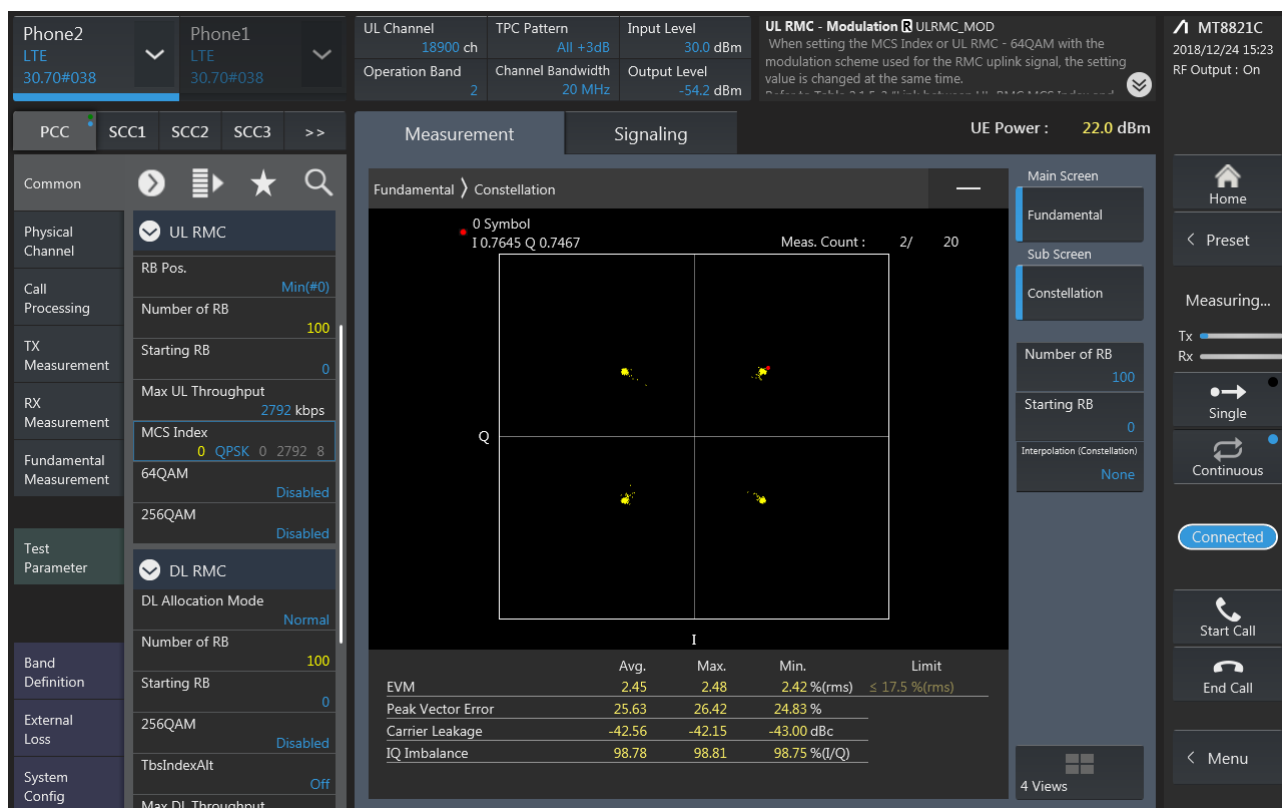 Phone2
LTE
30.70#038
Phone1
LTE
30.70#038
UL Channel
18900 ch
Operation Band
2
TPC Pattern
All +3dB
Channel Bandwidth
20 MHz
Input Level
30.0 dBm
Output Level
-54.2 dBm
UL RMC - Modulation R ULRMC_MOD
When setting the MCS Index or UL RMC - 64QAM with the
modulation scheme used for the RMC uplink signal, the setting
value is changed at the same time.
MT8821C
2018/12/24 15:23
RF Output : On
PCC SCC1 SCC2 SCC3 >>
Measurement Signaling
UE Power : 22.0 dBm
Common
Physical
Channel
Call
Processing
TX
Measurement
RX
Measurement
Fundamental
Measurement
Test
Parameter
Band
Definition
External
Loss
System
Config
UL RMC
RB Pos.
Min(#0)
Number of RB
100
Starting RB
0
Max UL Throughput
2792 kbps
MCS Index
0 QPSK 0 2792 8
64QAM
Disabled
256QAM
Disabled
DL RMC
DL Allocation Mode
Normal
Number of RB
100
Starting RB
0
256QAM
Disabled
TbsIndexAlt
Off
Max DL Throughput
Fundamental 〉 Constellation
0 Symbol
I 0.7645 Q 0.7467
Meas. Count : 2/ 20
Q
I
Avg. Max. Min. Limit
EVM 2.45 2.48 2.42 %(rms) ≤ 17.5 %(rms)
Peak Vector Error 25.63 26.42 24.83 %
Carrier Leakage -42.56 -42.15 -43.00 dBc
IQ Imbalance 98.78 98.81 98.75 %(I/Q)
Main Screen
Fundamental
Sub Screen
Constellation
Number of RB
100
Starting RB
0
Interpolation (Constellation)
None
4 Views
Home
< Preset
Measuring...
Tx
Rx
Single
Continuous
Connected
Start Call
End Call
< Menu